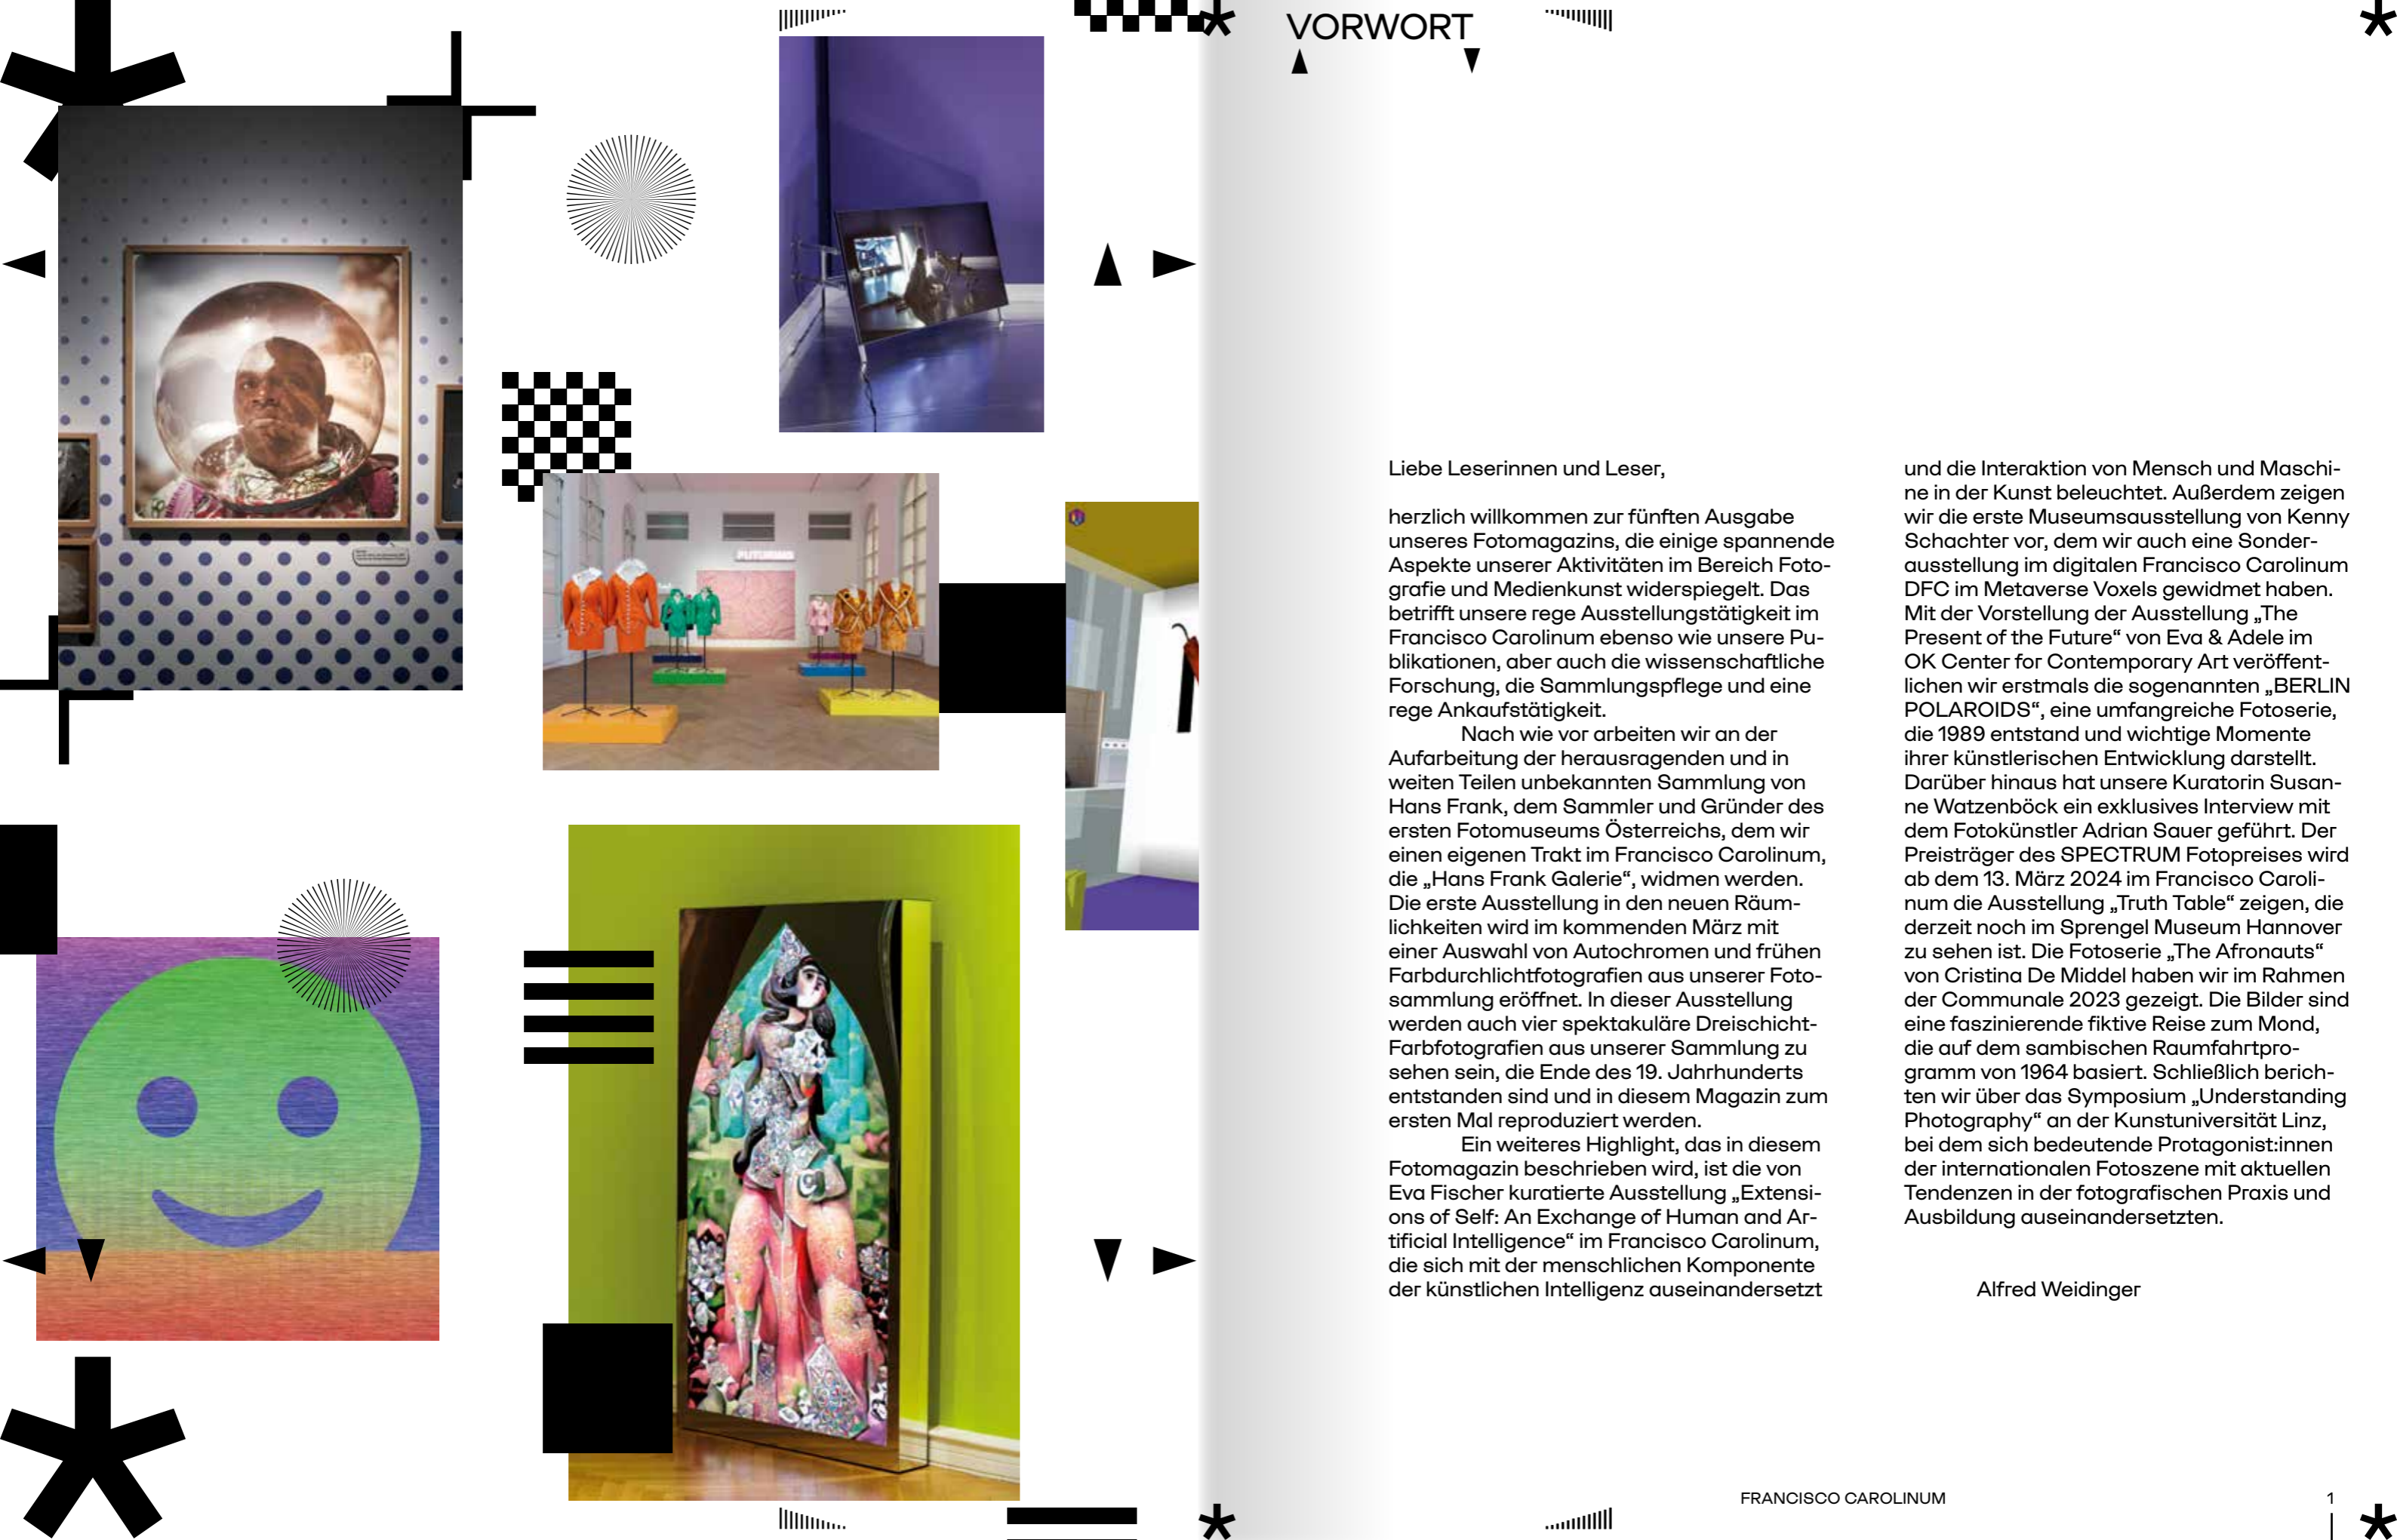 FUTURING
VORWORT
Liebe Leserinnen und Leser,
herzlich willkommen zur fünften Ausgabe
unseres Fotomagazins, die einige spannende
Aspekte unserer Aktivitäten im Bereich Foto-
grafie und Medienkunst widerspiegelt. Das
betrifft unsere rege Ausstellungstätigkeit im
Francisco Carolinum ebenso wie unsere Pu-
blikationen, aber auch die wissenschaftliche
Forschung, die Sammlungspflege und eine
rege Ankaufstätigkeit.
Nach wie vor arbeiten wir an der
Aufarbeitung der herausragenden und in
weiten Teilen unbekannten Sammlung von
Hans Frank, dem Sammler und Gründer des
ersten Fotomuseums Österreichs, dem wir
einen eigenen Trakt im Francisco Carolinum,
die „Hans Frank Galerie“, widmen werden.
Die erste Ausstellung in den neuen Räum-
lichkeiten wird im kommenden März mit
einer Auswahl von Autochromen und frühen
Farbdurchlichtfotografien aus unserer Foto-
sammlung eröffnet. In dieser Ausstellung
werden auch vier spektakuläre Dreischicht-
Farbfotografien aus unserer Sammlung zu
sehen sein, die Ende des 19. Jahrhunderts
entstanden sind und in diesem Magazin zum
ersten Mal reproduziert werden.
Ein weiteres Highlight, das in diesem
Fotomagazin beschrieben wird, ist die von
Eva Fischer kuratierte Ausstellung „Extensi-
ons of Self: An Exchange of Human and Ar-
tificial Intelligence“ im Francisco Carolinum,
die sich mit der menschlichen Komponente
der künstlichen Intelligenz auseinandersetzt
und die Interaktion von Mensch und Maschi-
ne in der Kunst beleuchtet. Außerdem zeigen
wir die erste Museumsausstellung von Kenny
Schachter vor, dem wir auch eine Sonder-
ausstellung im digitalen Francisco Carolinum
DFC im Metaverse Voxels gewidmet haben.
Mit der Vorstellung der Ausstellung „The
Present of the Future“ von Eva & Adele im
OK Center for Contemporary Art veröffent-
lichen wir erstmals die sogenannten „BERLIN
POLAROIDS“, eine umfangreiche Fotoserie,
die 1989 entstand und wichtige Momente
ihrer künstlerischen Entwicklung darstellt.
Darüber hinaus hat unsere Kuratorin Susan-
ne Watzenböck ein exklusives Interview mit
dem Fotokünstler Adrian Sauer geführt. Der
Preisträger des SPECTRUM Fotopreises wird
ab dem 13. März 2024 im Francisco Caroli-
num die Ausstellung „Truth Table“ zeigen, die
derzeit noch im Sprengel Museum Hannover
zu sehen ist. Die Fotoserie „The Afronauts“
von Cristina De Middel haben wir im Rahmen
der Communale 2023 gezeigt. Die Bilder sind
eine faszinierende fiktive Reise zum Mond,
die auf dem sambischen Raumfahrtpro-
gramm von 1964 basiert. Schließlich berich-
ten wir über das Symposium „Understanding
Photography“ an der Kunstuniversität Linz,
bei dem sich bedeutende Protagonist:innen
der internationalen Fotoszene mit aktuellen
Tendenzen in der fotografischen Praxis und
Ausbildung auseinandersetzten.
Alfred Weidinger
FRANCISCO CAROLINUM
1